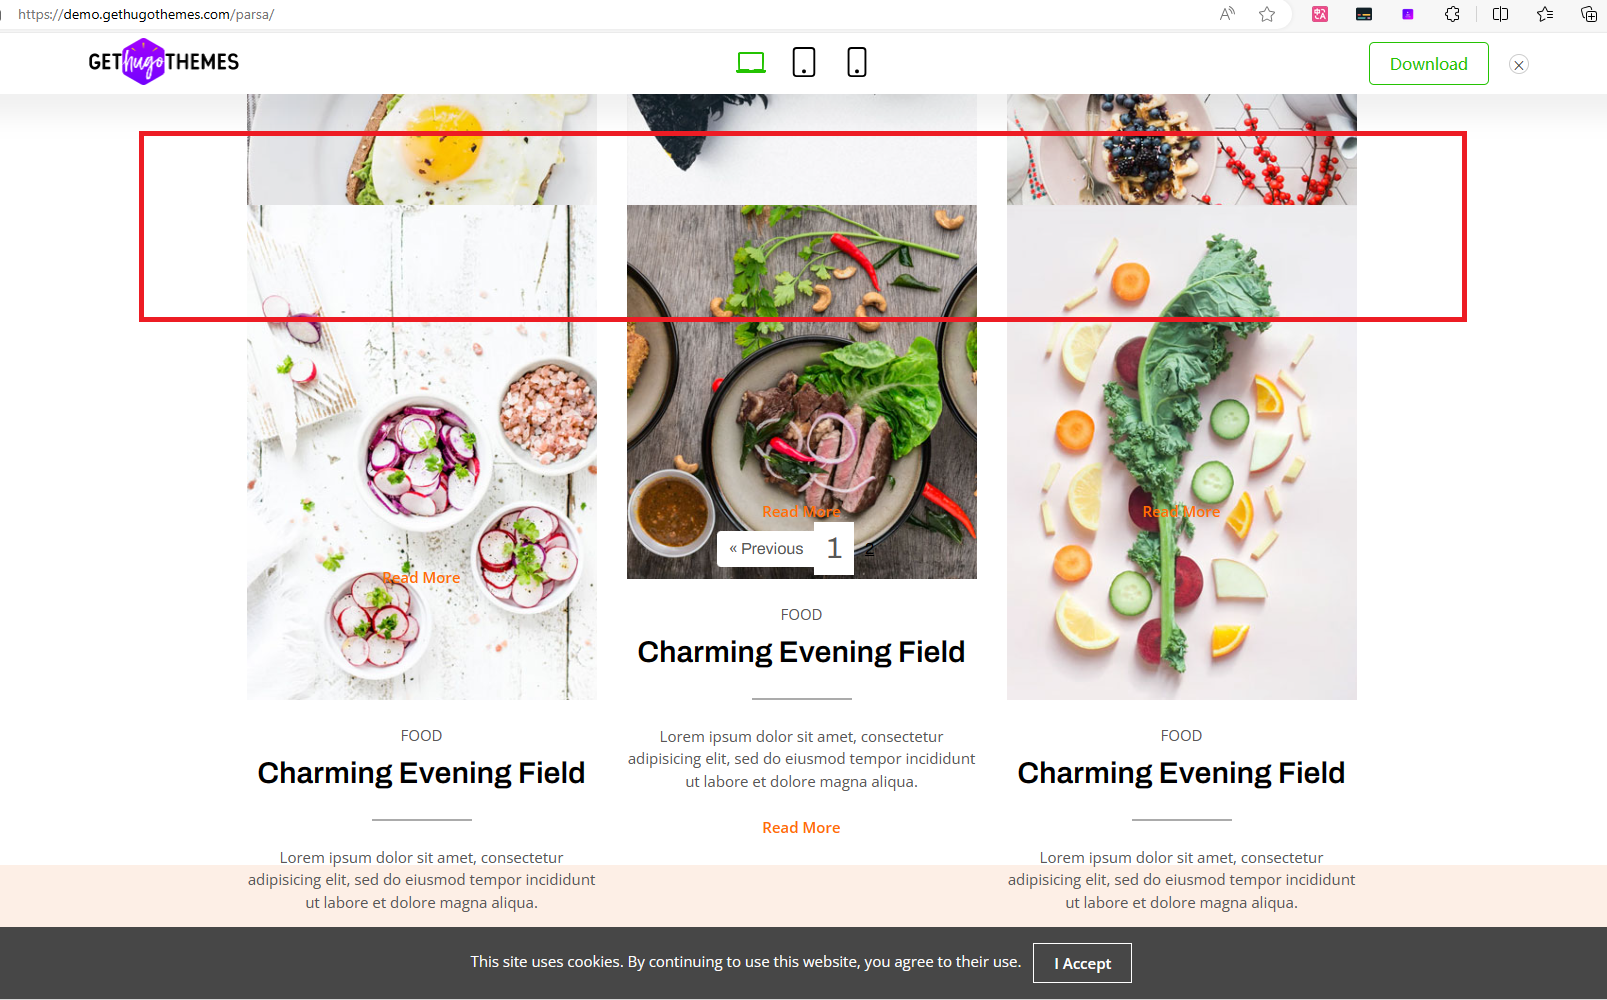 https://demo.gethugothemes.com/parsa/
GET hugo THEMES
Download
Read More
Read More
« Previous 1 2
Read More
FOOD
Charming Evening Field
Lorem ipsum dolor sit amet, consectetur
adipisicing elit, sed do eiusmod tempor incididunt
ut labore et dolore magna aliqua.
Read More
FOOD
Charming Evening Field
Lorem ipsum dolor sit amet, consectetur
adipisicing elit, sed do eiusmod tempor incididunt
ut labore et dolore magna aliqua.
FOOD
Charming Evening Field
Lorem ipsum dolor sit amet, consectetur
adipisicing elit, sed do eiusmod tempor incididunt
ut labore et dolore magna aliqua.
This site uses cookies. By continuing to use this website, you agree to their use. I Accept